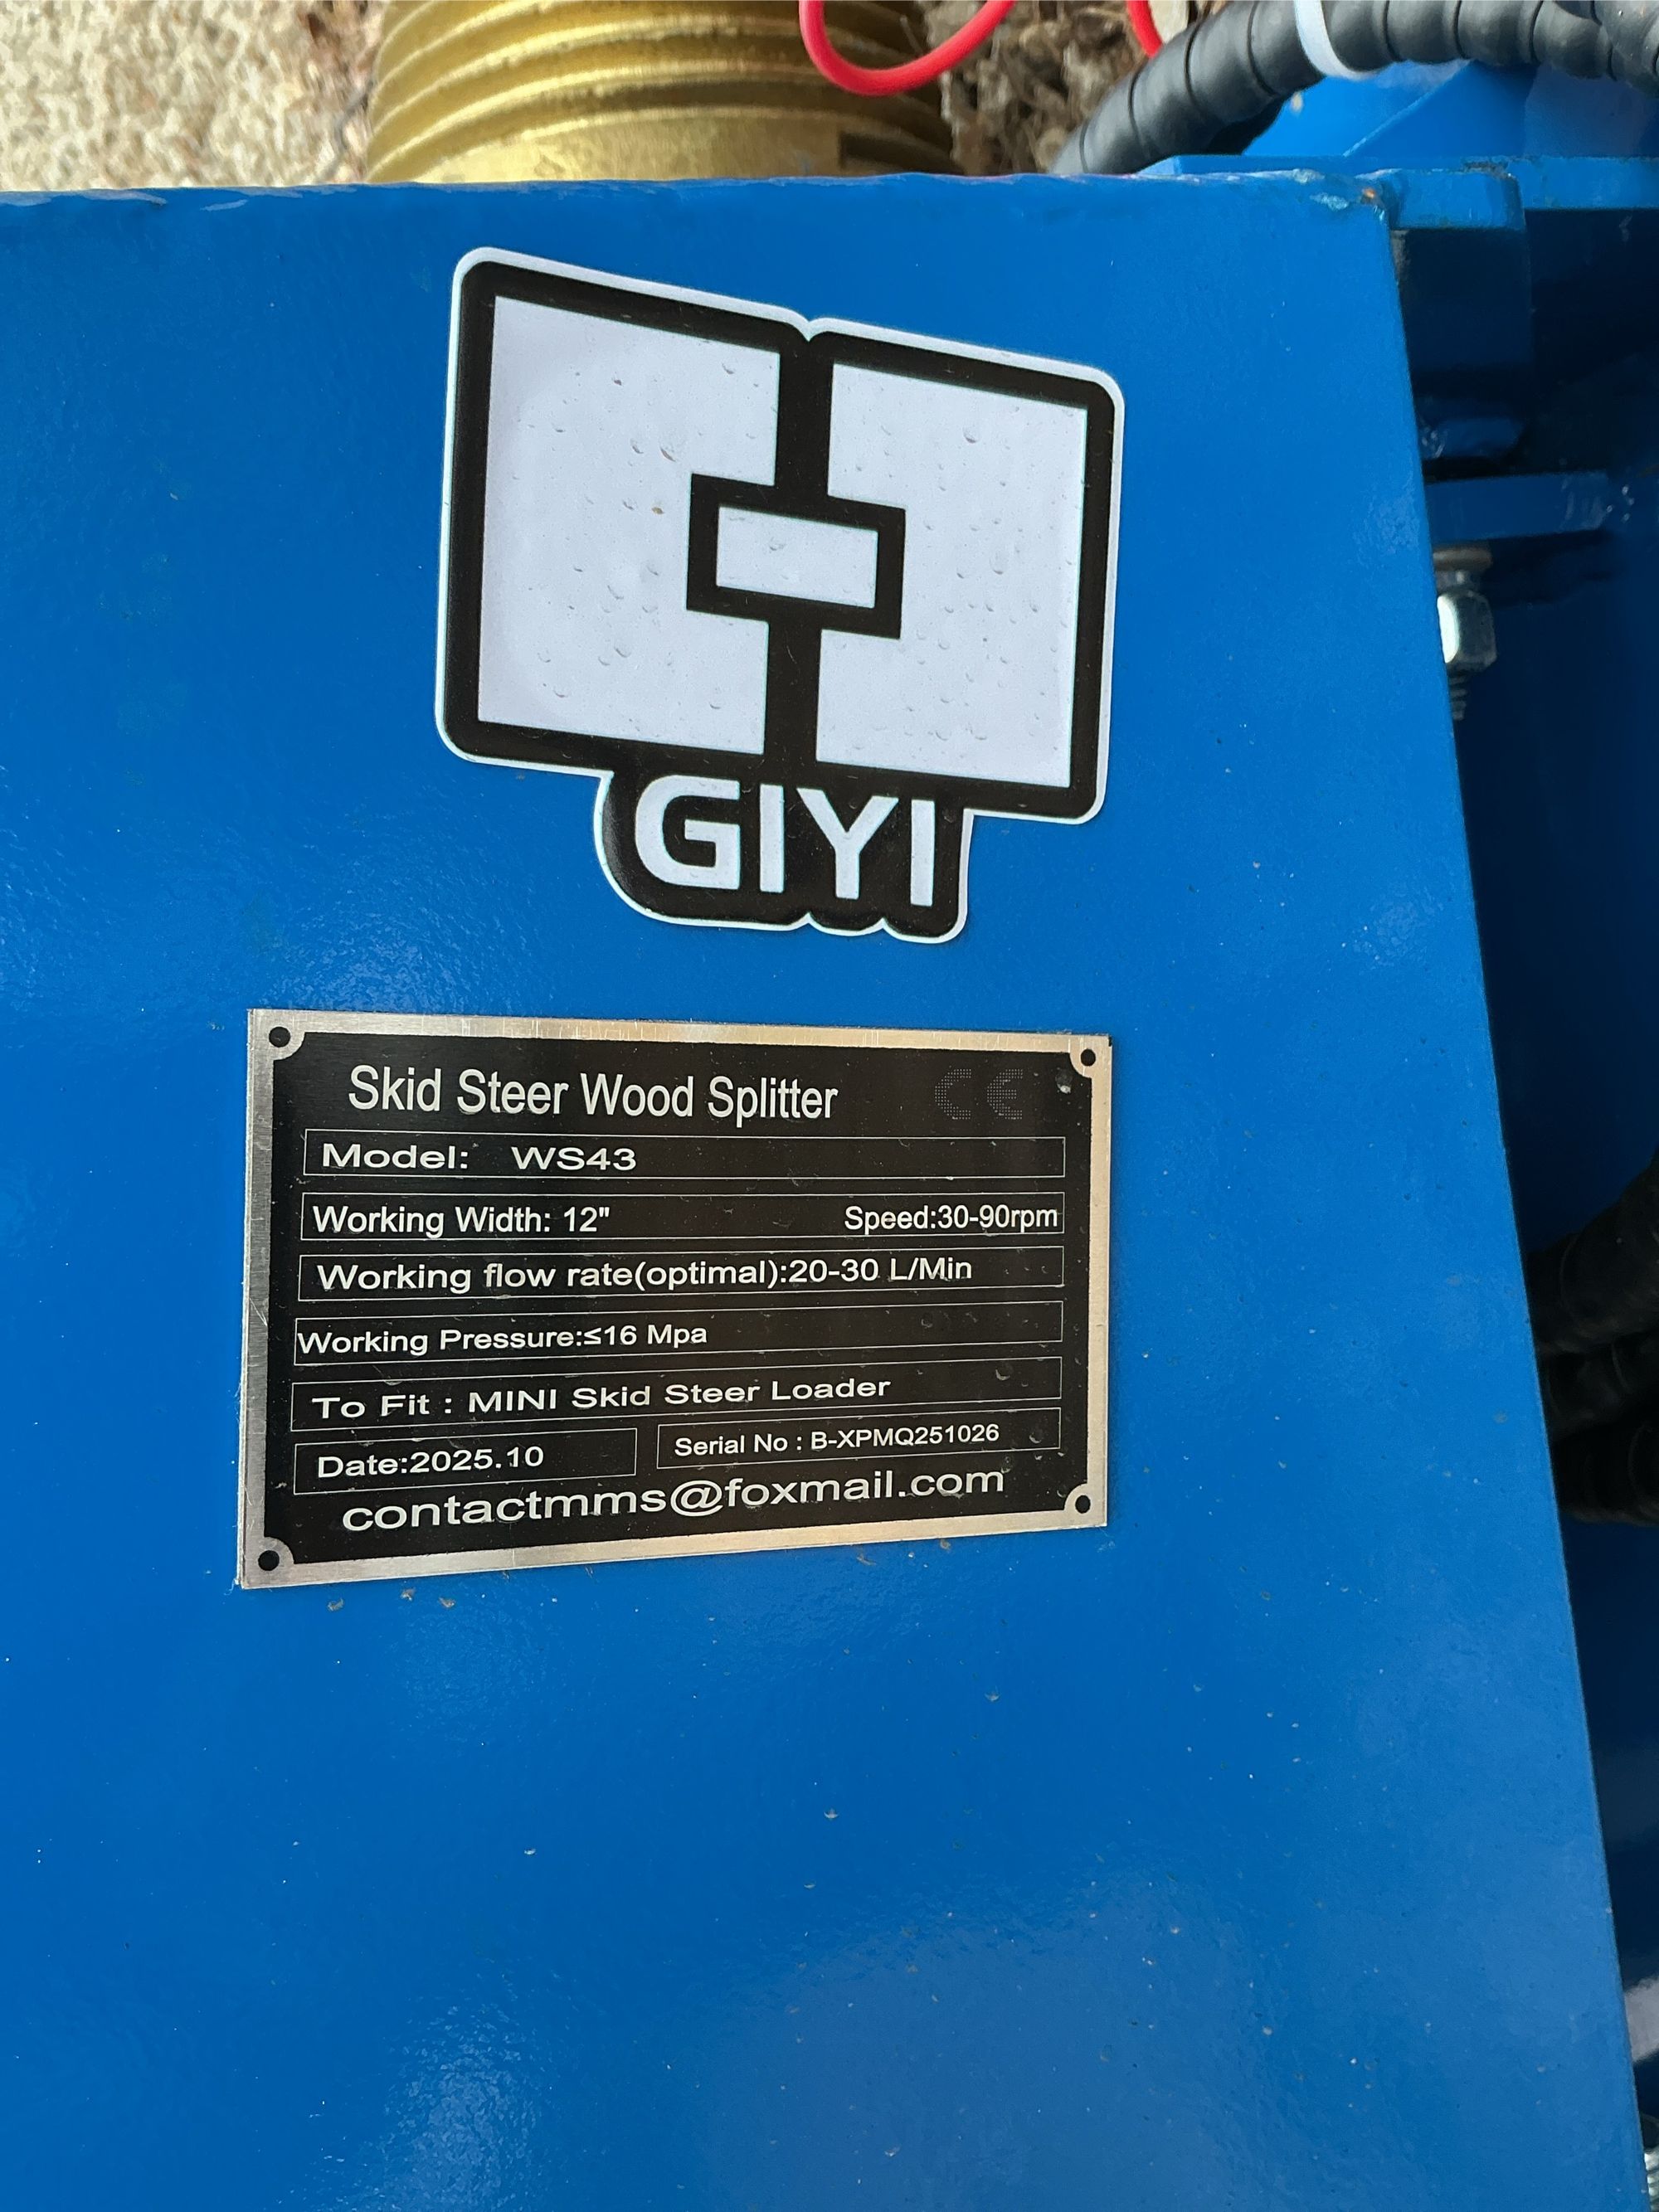 GIYI
Skid Steer Wood Splitter CE
Model: WS43
Working Width: 12" Speed:30-90rpm
Working flow rate(optimal):20-30 L/Min
Working Pressure:≤16 Mpa
To Fit : MINI Skid Steer Loader
Date:2025.10 Serial No : B-XPMQ251026
contactmms@foxmail.com